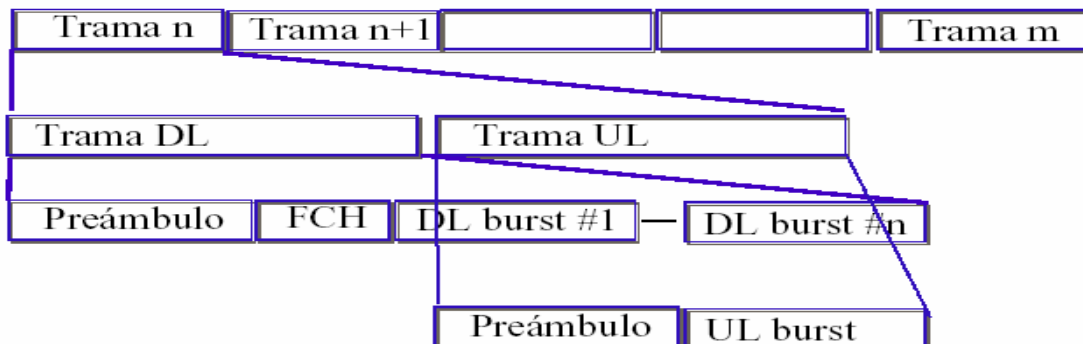 Trama n Trama n+1 Trama m
Trama DL Trama UL
Preámbulo FCH DL burst #1 DL burst #n
Preámbulo UL burst